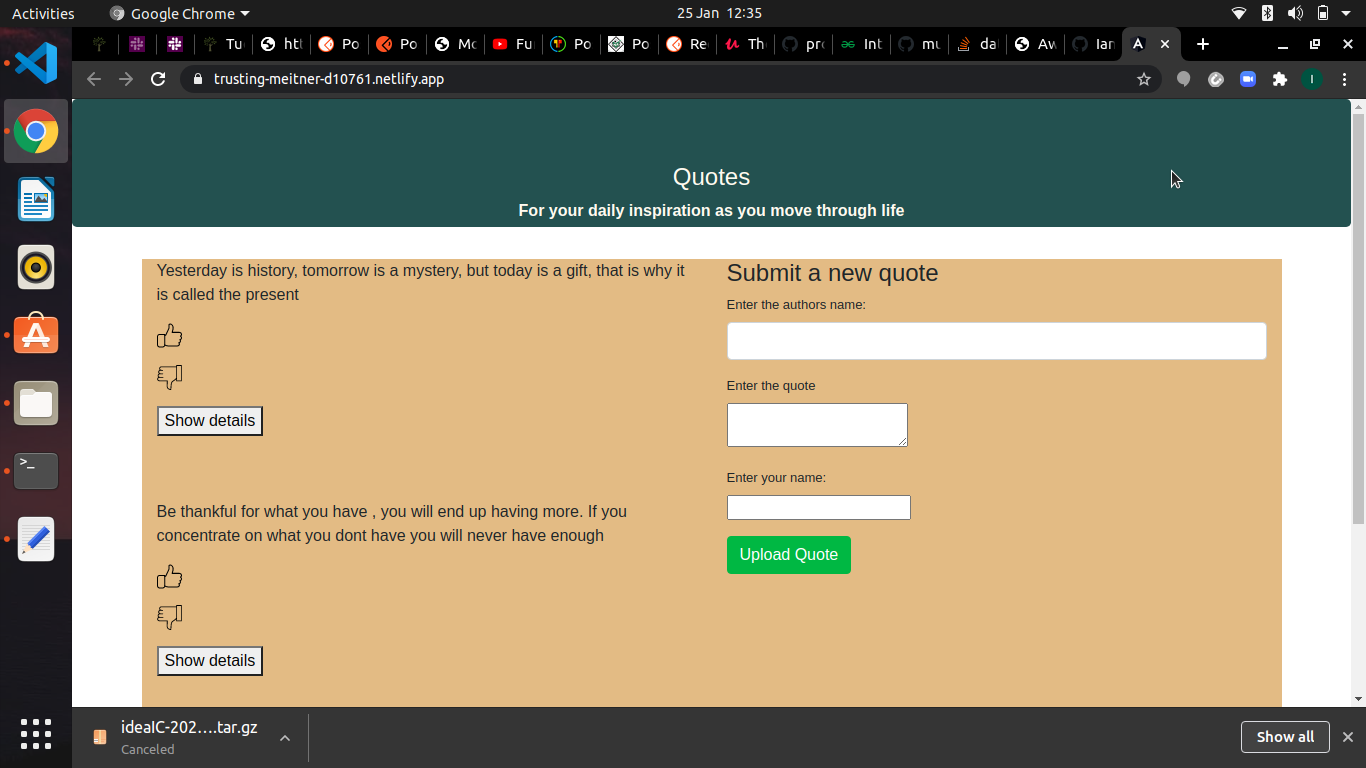 Activities
Google Chrome
25 Jan 12:35
Tu
htt
Po
Po
Mo
Fu
Po
Po
Re
Th
pro
Int
mu
da
Aw
Ian
trusting-meitner-d10761.netlify.app
I
Quotes
For your daily inspiration as you move through life
Yesterday is history, tomorrow is a mystery, but today is a gift, that is why it
is called the present
Show details
Be thankful for what you have , you will end up having more. If you
concentrate on what you dont have you will never have enough
Show details
Submit a new quote
Enter the authors name:
Enter the quote
Enter your name:
Upload Quote
ideaIC-202....tar.gz
Canceled
Show all